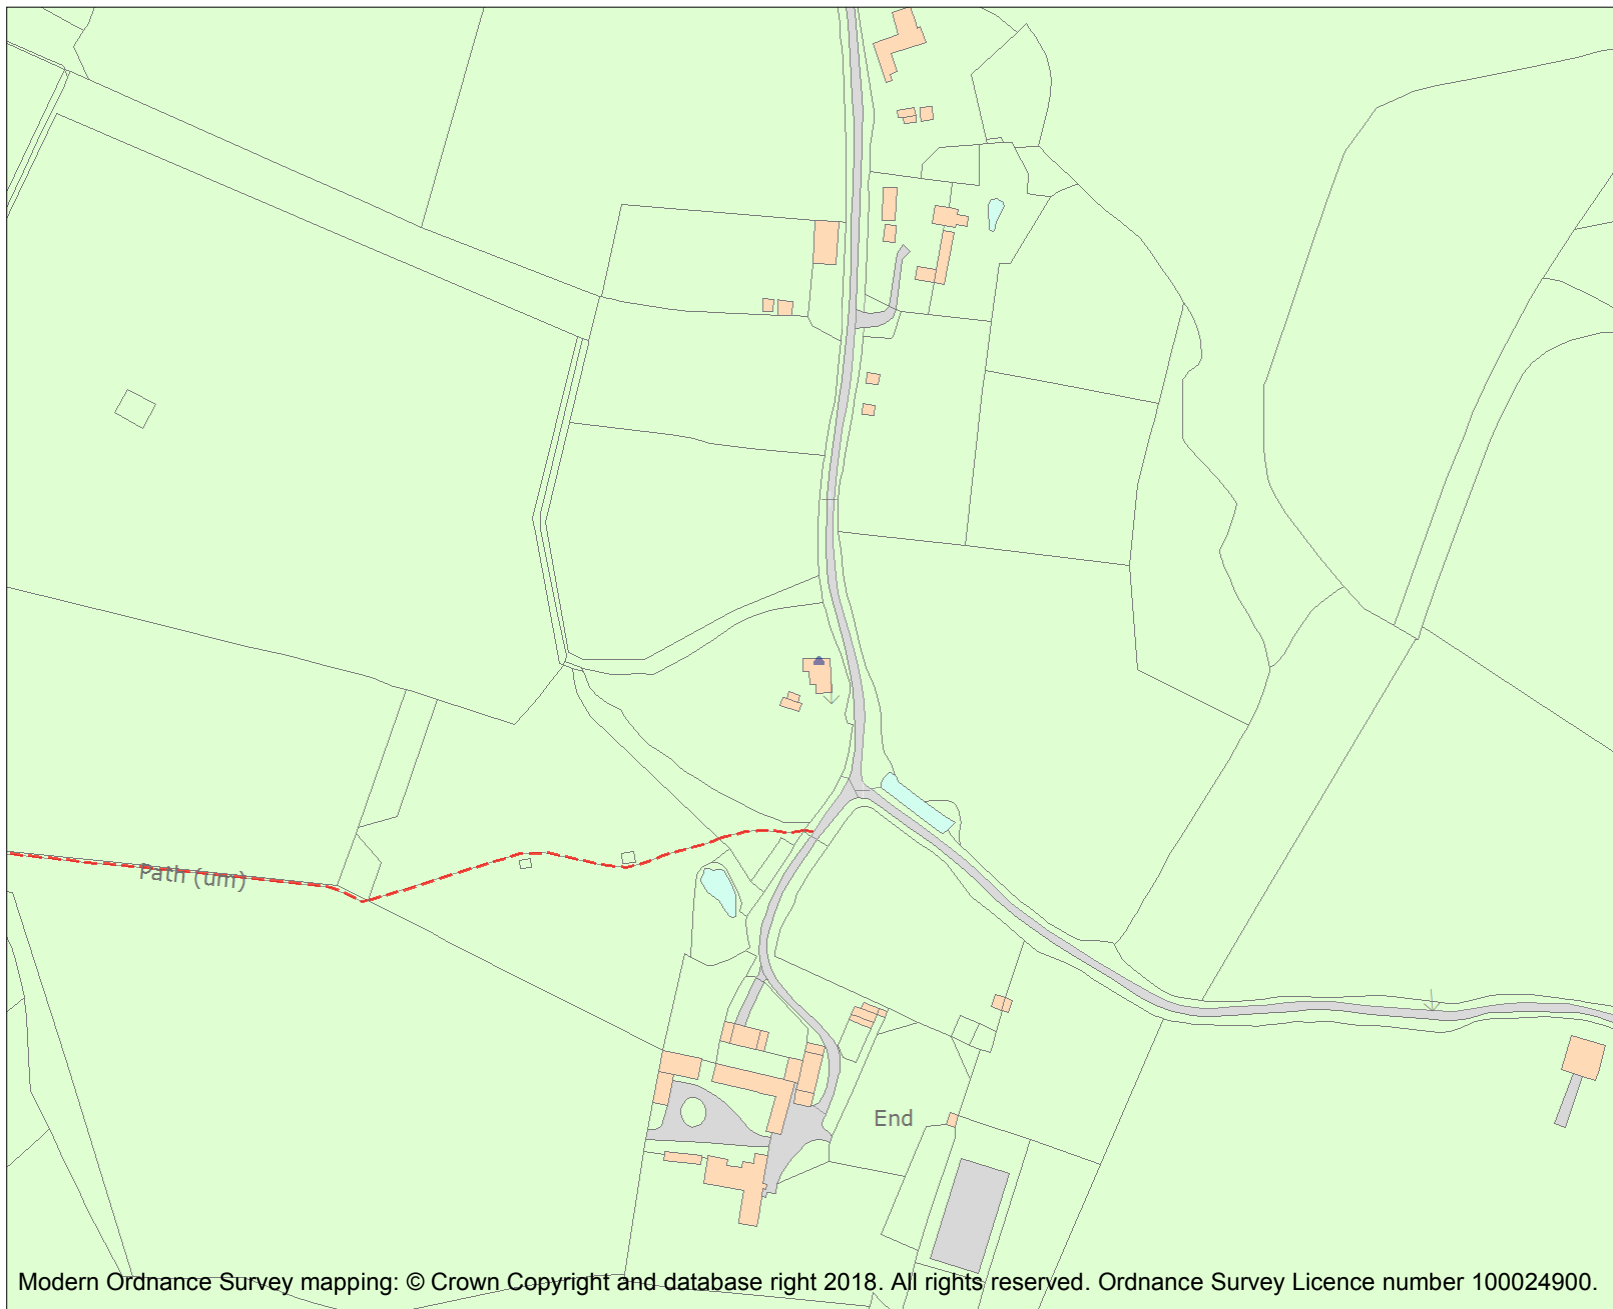 Path (um)
End
Modern Ordnance Survey mapping: © Crown Copyright and database right 2018. All rights reserved. Ordnance Survey Licence number 100024900.